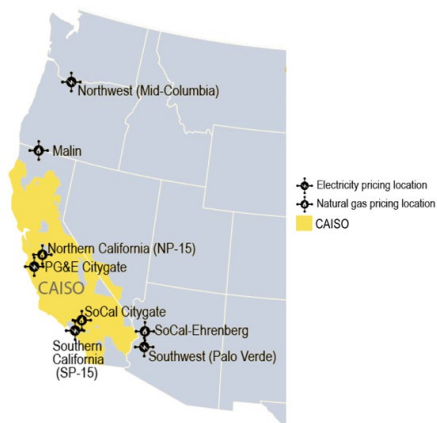 Northwest (Mid-Columbia)
Malin
Electricity pricing location
Natural gas pricing location
CAISO
Northern California (NP-15)
PG&E Citygate
CAISO
SoCal Citygate
SoCal-Ehrenberg
Southern
California
(SP-15)
Southwest (Palo Verde)